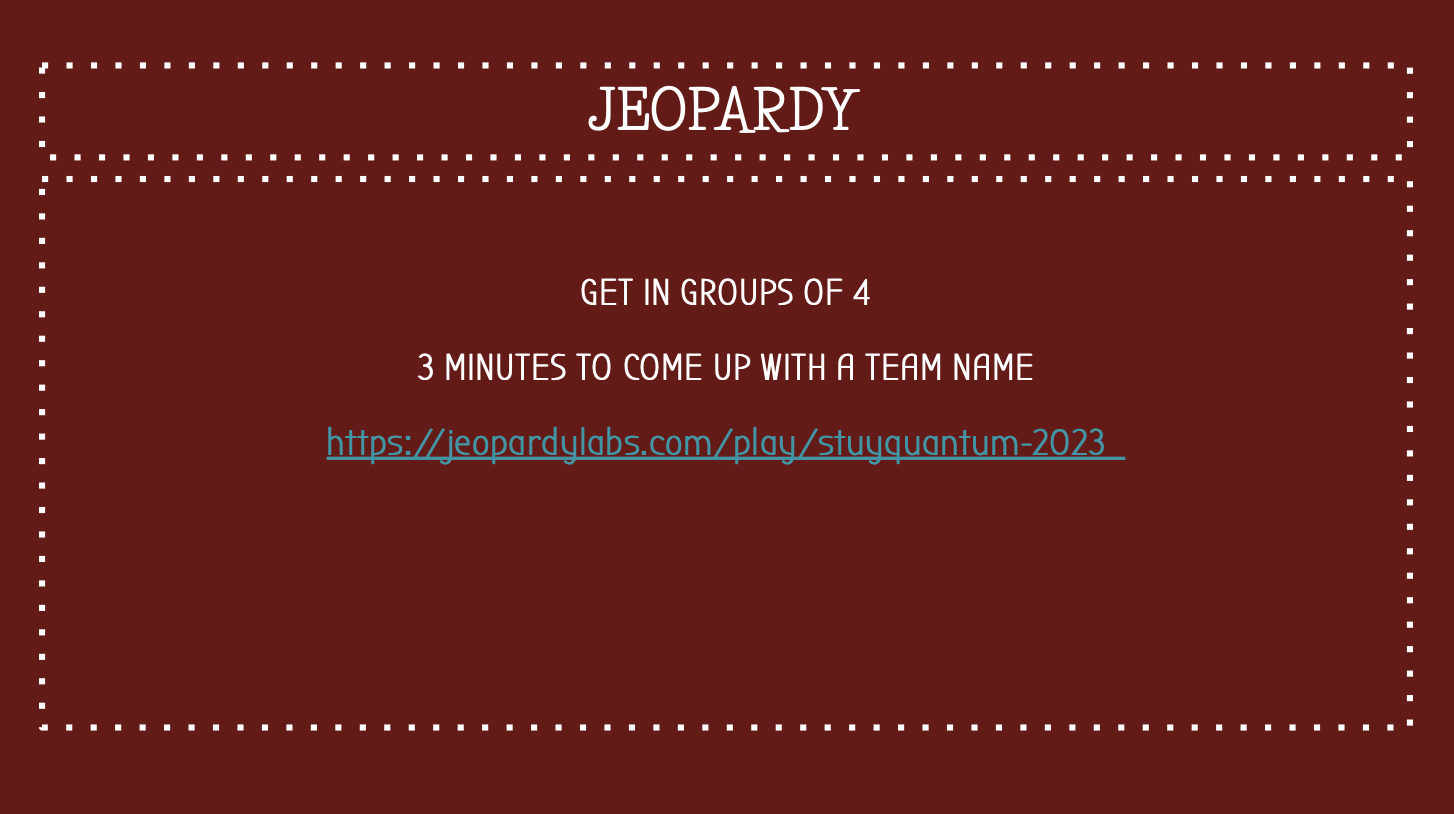 JEOPARDY
GET IN GROUPS OF 4
3 MINUTES TO COME UP WITH A TEAM NAME
https://jeopardylabs.com/play/stuyquantum-2023